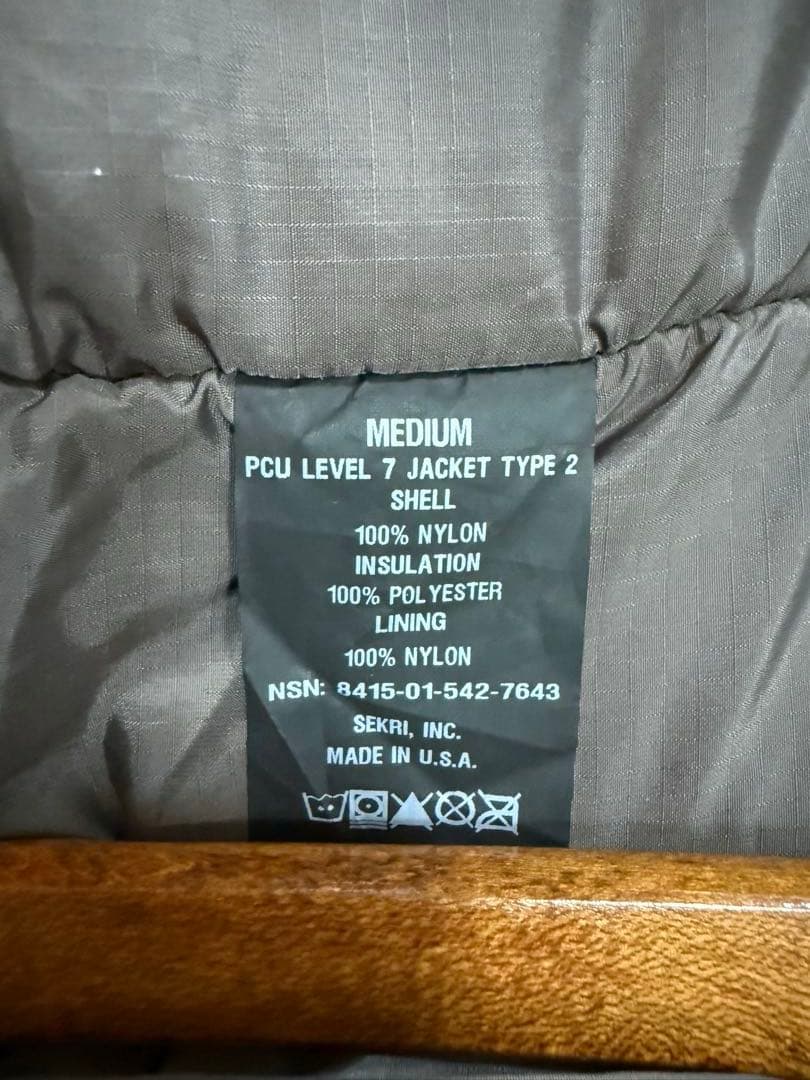 MEDIUM
PCU LEVEL 7 JACKET TYPE 2
SHELL
100% NYLON
INSULATION
100% POLYESTER
LINING
100% NYLON
NSN: 8415-01-542-7643
SEKRI, INC.
MADE IN U.S.A.